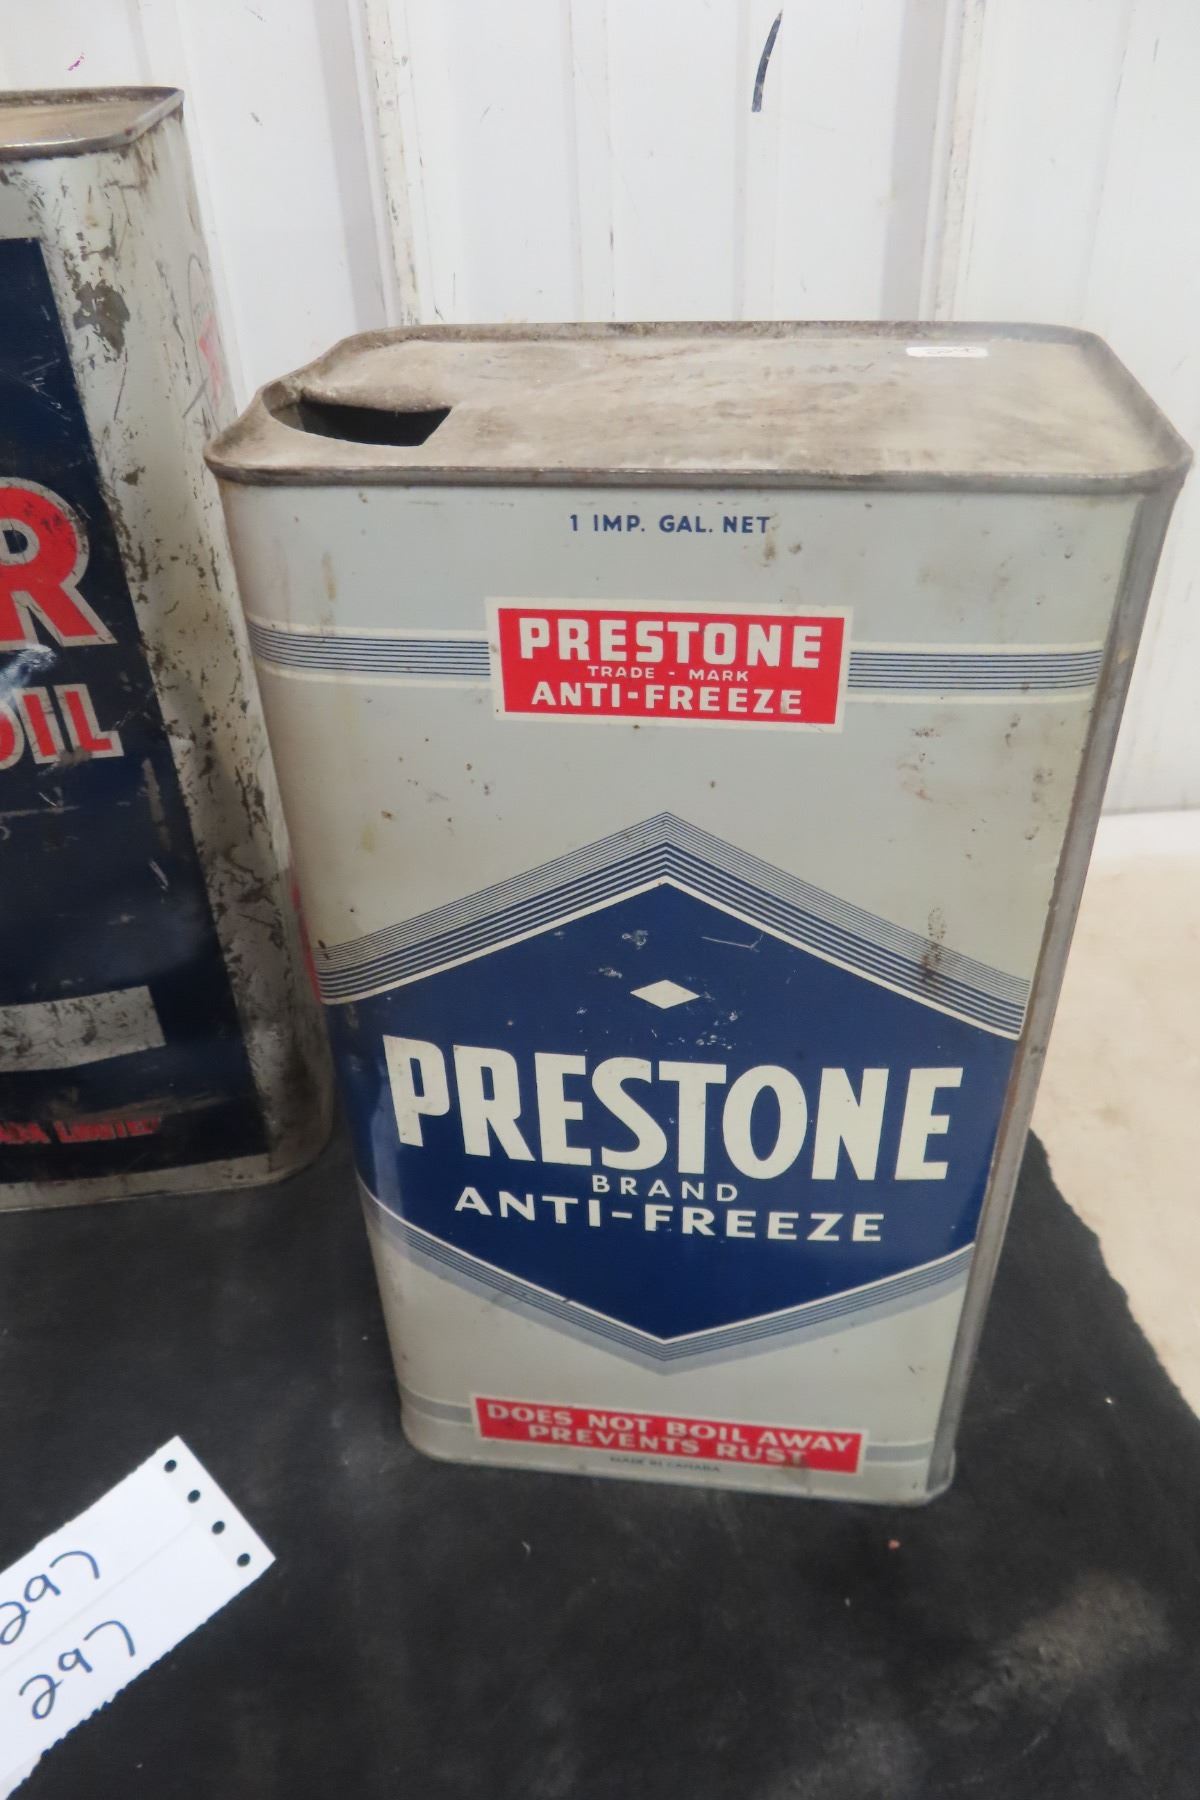 1 IMP. GAL. NET
PRESTONE
TRADE - MARK
ANTI-FREEZE
PRESTONE
BRAND
ANTI-FREEZE
DOES NOT BOIL AWAY
PREVENTS RUST
MADE IN CANADA
R
OIL
LIMITED
297
297